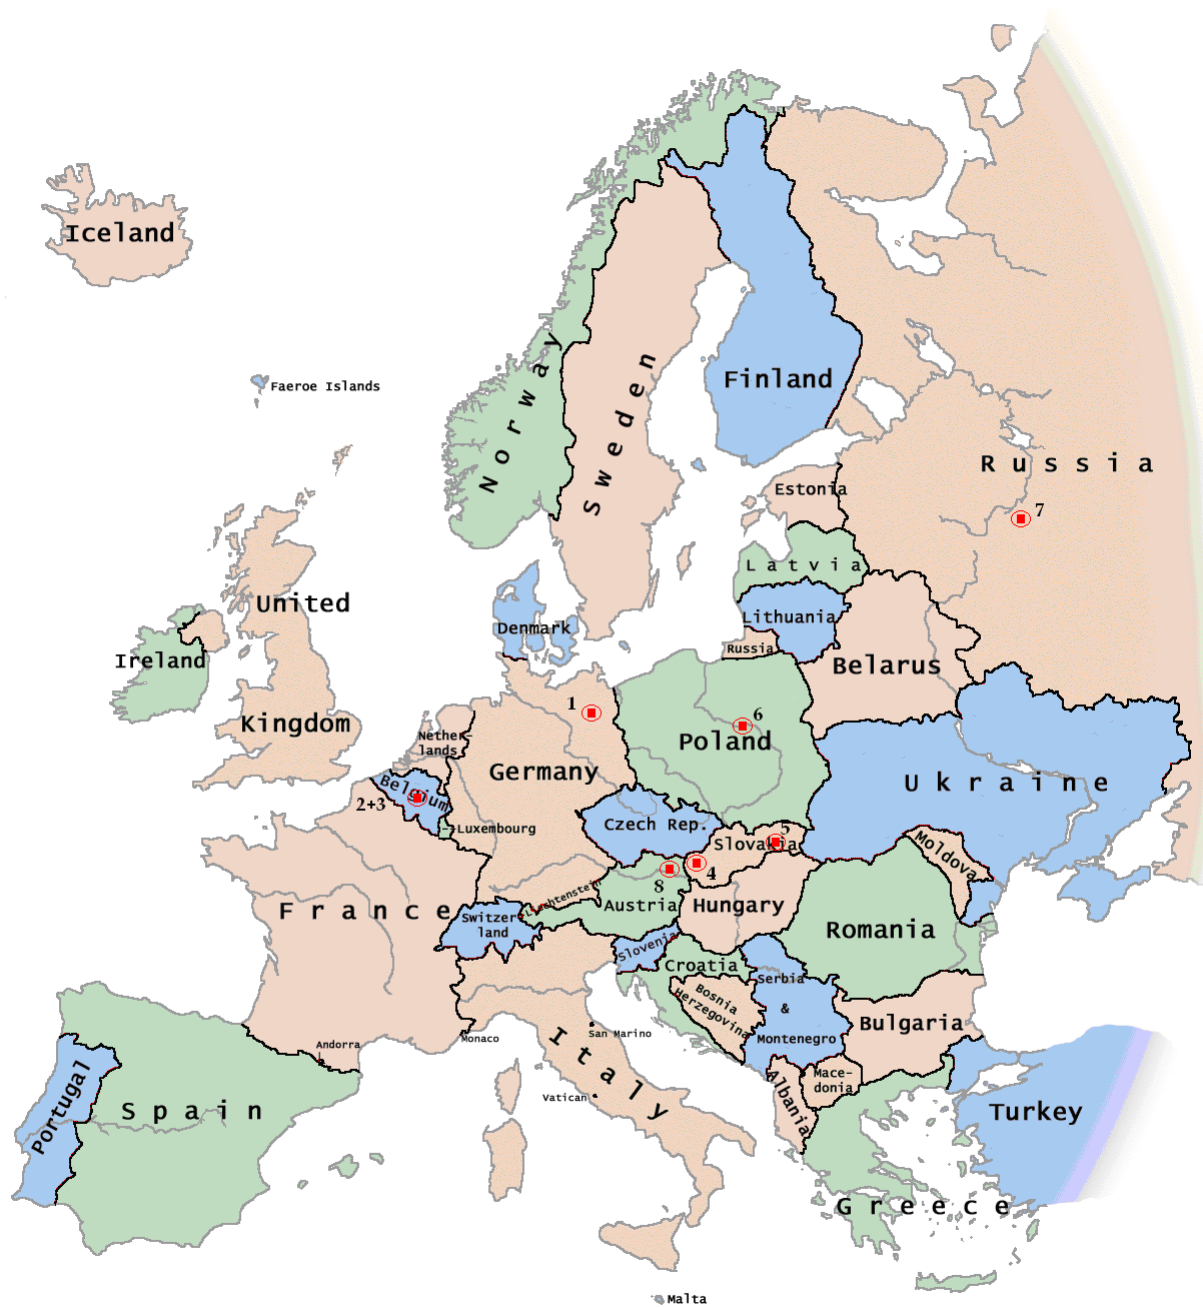 Iceland
Faeroe Islands
Norway
Sweden
Finland
Russia
7
Estonia
Latvia
Lithuania
Russia
Belarus
United
Kingdom
Ireland
Denmark
1
6
Poland
Nether-
lands
Germany
Belgium
2+3
Luxembourg
Czech Rep.
5
Slovakia
4
8
Ukraine
Moldova
France
Liechtenstein
Switzer
land
Austria
Hungary
Romania
Slovenia
Croatia
Bosnia
Herzegovina
Serbia
&
Montenegro
Bulgaria
San Marino
Monaco
Andorra
Italy
Vatican
Mace-
donia
Albania
Portugal
Spain
Turkey
Greece
Malta